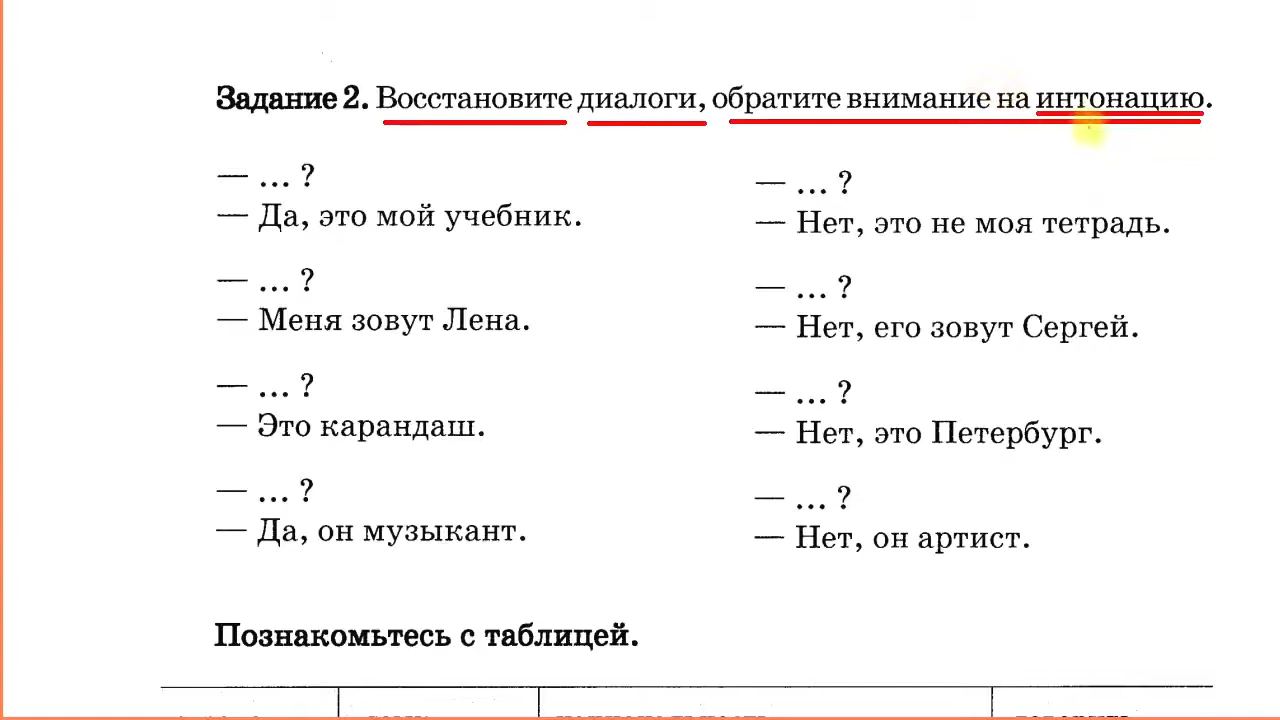 Задание 2. Восстановите диалоги, обратите внимание на интонацию.
— ... ?
— Да, это мой учебник.
— ... ?
— Меня зовут Лена.
— ... ?
— Это карандаш.
— ... ?
— Да, он музыкант.
— ... ?
— Нет, это не моя тетрадь.
— ... ?
— Нет, его зовут Сергей.
— ... ?
— Нет, это Петербург.
— ... ?
— Нет, он артист.
Познакомьтесь с таблицей.